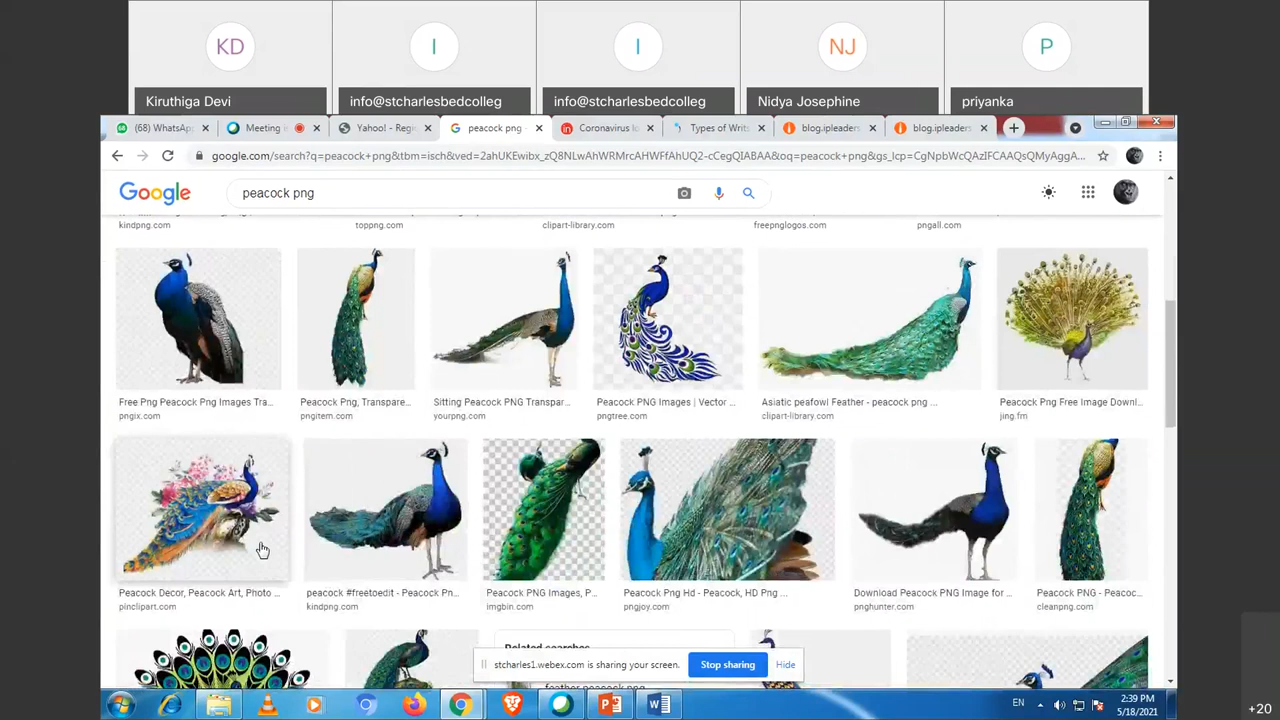 KD
I
I
NJ
P
Kiruthiga Devi
info@stcharlesbedcolleg
info@stcharlesbedcolleg
Nidya Josephine
priyanka
(68) WhatsAp
Meeting i
Yahoo! - Regi
peacock png -
Coronavirus k
Types of Writs
blog.ipleaders
blog.ipleaders
google.com/search?q=peacock+png&tbm=isch&ved=2ahUKEwibx_zQ8NLwAhWRMrcAHWFfAhUQ2-cCegQIABAA&oq=peacock+png&gs_lcp=CgNpbWcQAzIFCAAQsQMyAggA...
Google
peacock png
kindpng.com
toppng.com
clipart-library.com
freepnglogos.com
pngall.com
Free Png Peacock Png Images Tra...
Peacock PNG, Transpare...
Sitting Peacock PNG Transpar...
Peacock PNG Images | Vector ...
Asiatic peafowl Feather - peacock png ...
Peacock Png Free Image Downl...
pngix.com
pngitem.com
yourpng.com
pngtree.com
clipart-library.com
jing.fm
Peacock Decor, Peacock Art, Photo ...
peacock #freetoedit - Peacock Pn...
Peacock PNG Images, P...
Peacock Png Hd - Peacock, HD Png ...
Download Peacock PNG Image for ...
Peacock PNG - Peacoc...
pinclipart.com
kindpng.com
imgbin.com
pngjoy.com
pnghunter.com
cleanpng.com
Related searches
stcharles1.webex.com is sharing your screen.
Stop sharing
Hide
feather peacock png
EN
2:39 PM
5/18/2021
+20